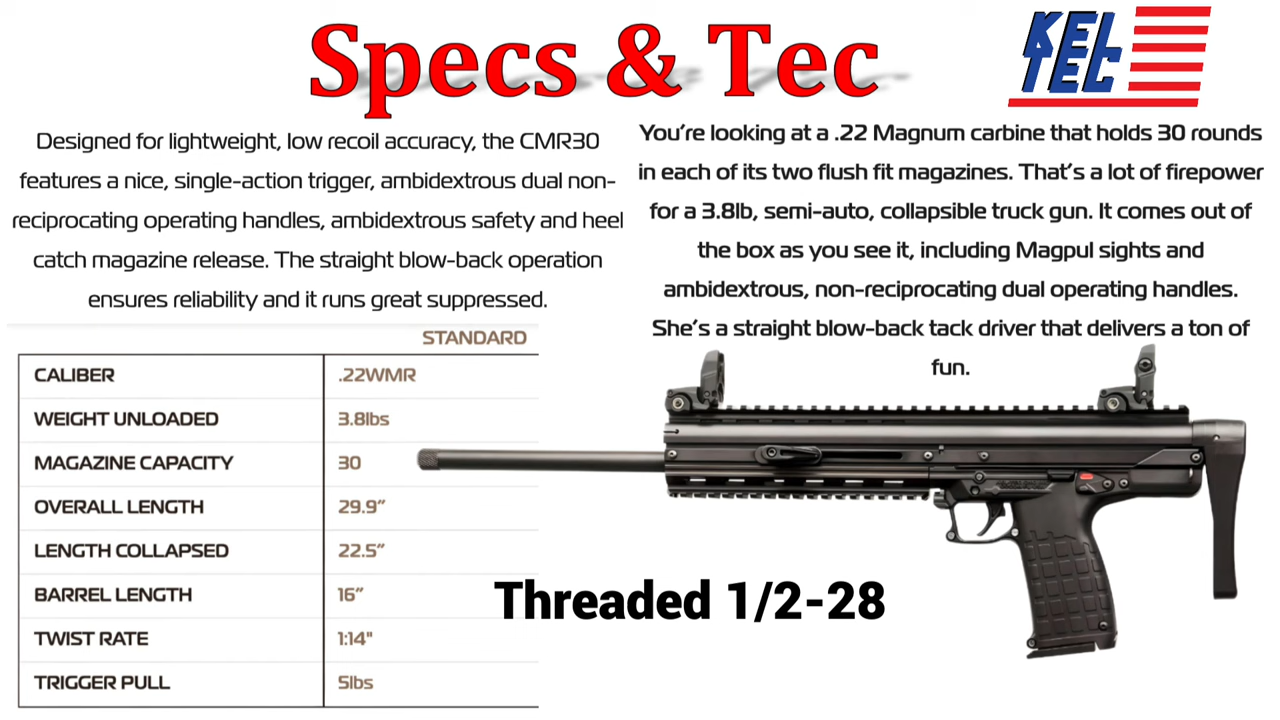 Specs & Tec
KEL
TEC
Designed for lightweight, low recoil accuracy, the CMR30
features a nice, single-action trigger, ambidextrous dual non-
reciprocating operating handles, ambidextrous safety and heel
catch magazine release. The straight blow-back operation
ensures reliability and it runs great suppressed.
You're looking at a .22 Magnum carbine that holds 30 rounds
in each of its two flush fit magazines. That's a lot of firepower
for a 3.8lb, semi-auto, collapsible truck gun. It comes out of
the box as you see it, including Magpul sights and
ambidextrous, non-reciprocating dual operating handles.
She's a straight blow-back tack driver that delivers a ton of
fun.
STANDARD
CALIBER .22WMR
WEIGHT UNLOADED 3.8lbs
MAGAZINE CAPACITY 30
OVERALL LENGTH 29.9”
LENGTH COLLAPSED 22.5”
BARREL LENGTH 16”
TWIST RATE 1:14"
TRIGGER PULL 5lbs
Threaded 1/2-28